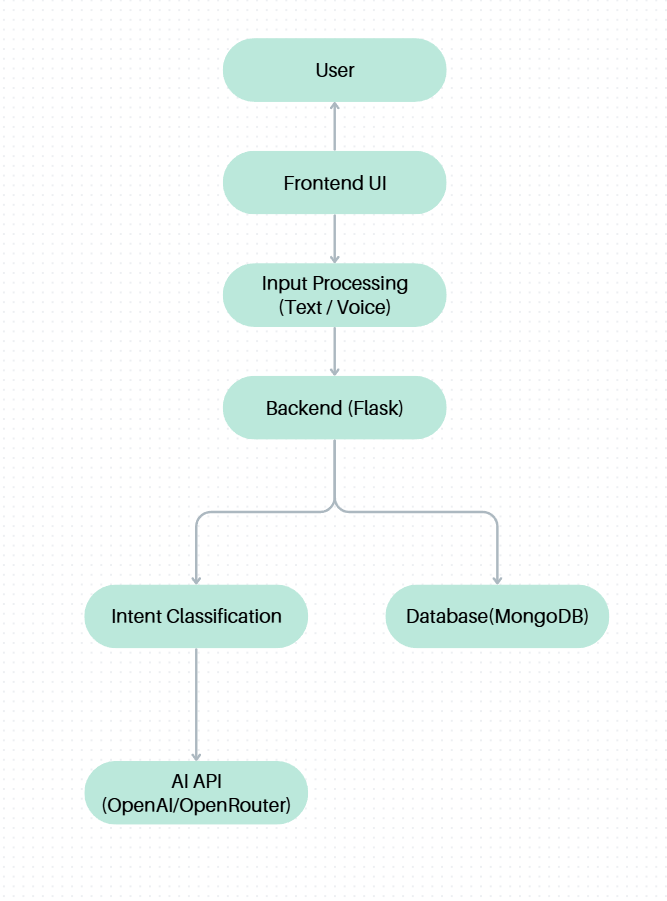 User
Frontend UI
Input Processing
(Text / Voice)
Backend (Flask)
Intent Classification
Database(MongoDB)
AI API
(OpenAI/OpenRouter)